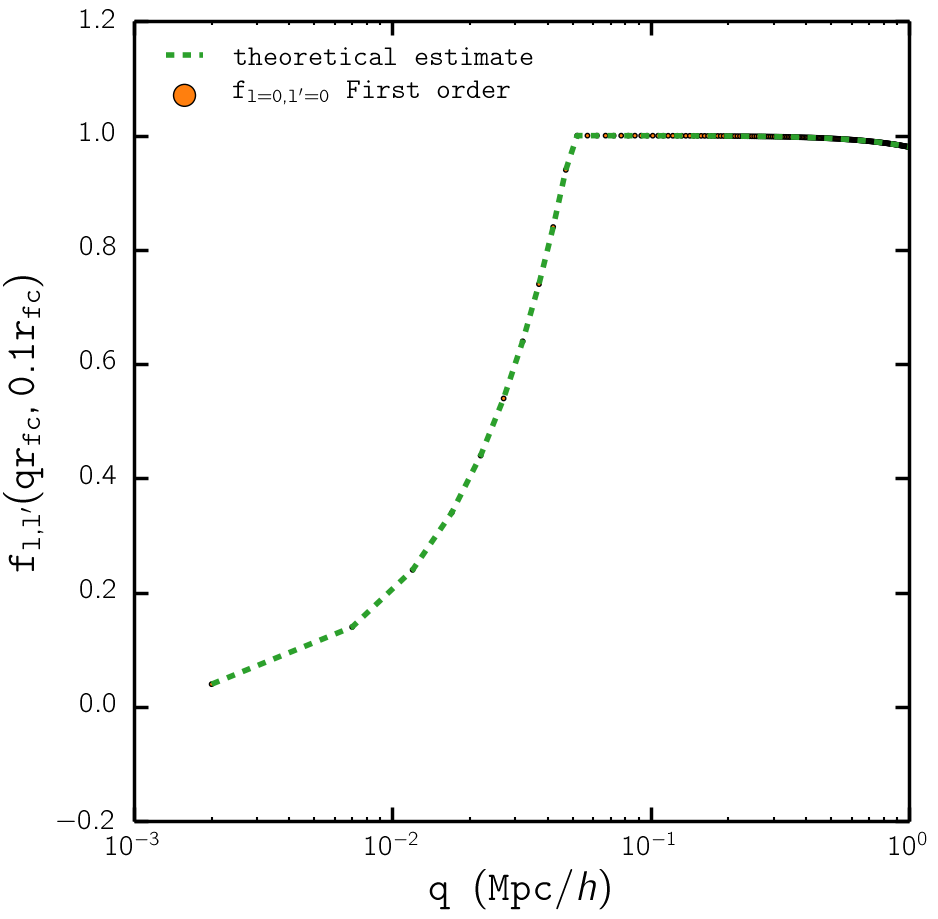 1.2
theoretical estimate
f_{l=0,l′=0} First order
1.0
0.8
0.6
0.4
0.2
0.0
−0.2
f_{l,l′}(qr_{fc}, 0.1r_{fc})
10^{−3} 10^{−2} 10^{−1} 10^{0}
q (Mpc/h)